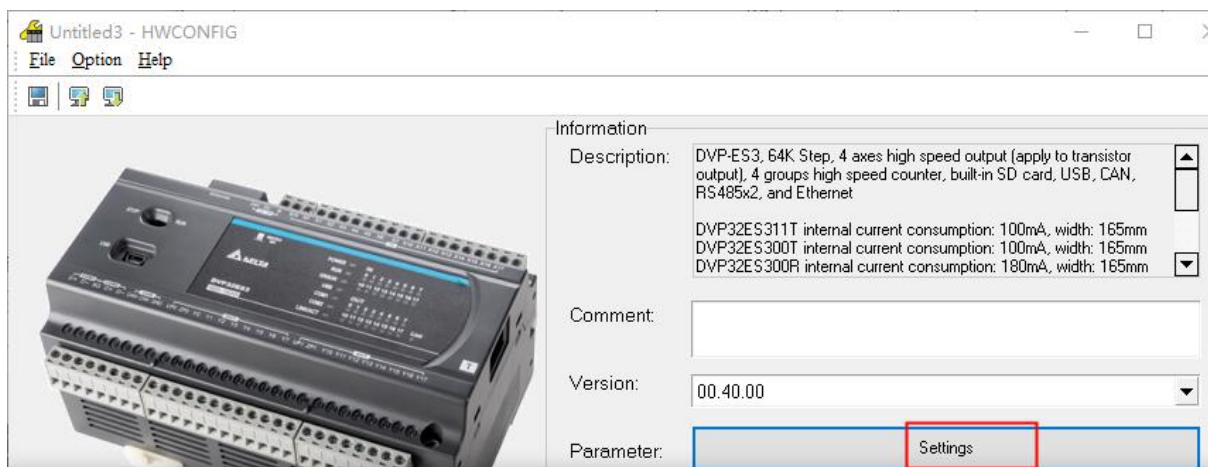 Untitled3 - HWCONFIG
File Option Help
Information
Description:
DVP-ES3, 64K Step, 4 axes high speed output (apply to transistor
output), 4 groups high speed counter, built-in SD card, USB, CAN,
RS485x2, and Ethernet
DVP32ES311T internal current consumption: 100mA, width: 165mm
DVP32ES300T internal current consumption: 100mA, width: 165mm
DVP32ES300R internal current consumption: 180mA, width: 165mm
Comment:
Version:
00.40.00
Parameter:
Settings
DELTA
DVP32ES3